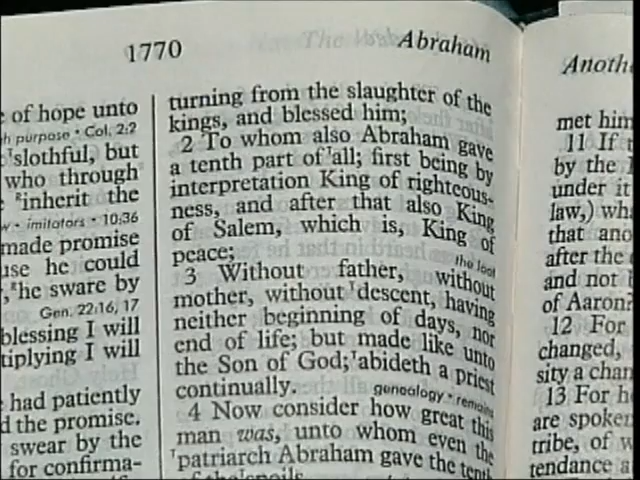 1770
Abraham
Anoth
e of hope unto
h purpose • Col. 2:2
slothful, but
who through
inherit the
w • imitators • 10:36
made promise
use he could
he sware by
Gen. 22:16, 17
blessing I will
tiplying I will
had patiently
d the promise.
swear by the
for confirma-
turning from the slaughter of the
kings, and blessed him;
2 To whom also Abraham gave
a tenth part of all; first being by
interpretation King of righteous-
ness, and after that also King
of Salem, which is, King of
peace;
the loot
3 Without father, without
mother, without descent, having
neither beginning of days, nor
end of life; but made like unto
the Son of God; abideth a priest
continually.
genealogy • remains
4 Now consider how great this
man was, unto whom even the
patriarch Abraham gave the tenth
of the spoils
met him
11 If t
by the
under it
law,) wh
that ano
after the
and not
of Aaron?
12 For
changed,
sity a chan
13 For h
are spoken
tribe, of w
tendance a